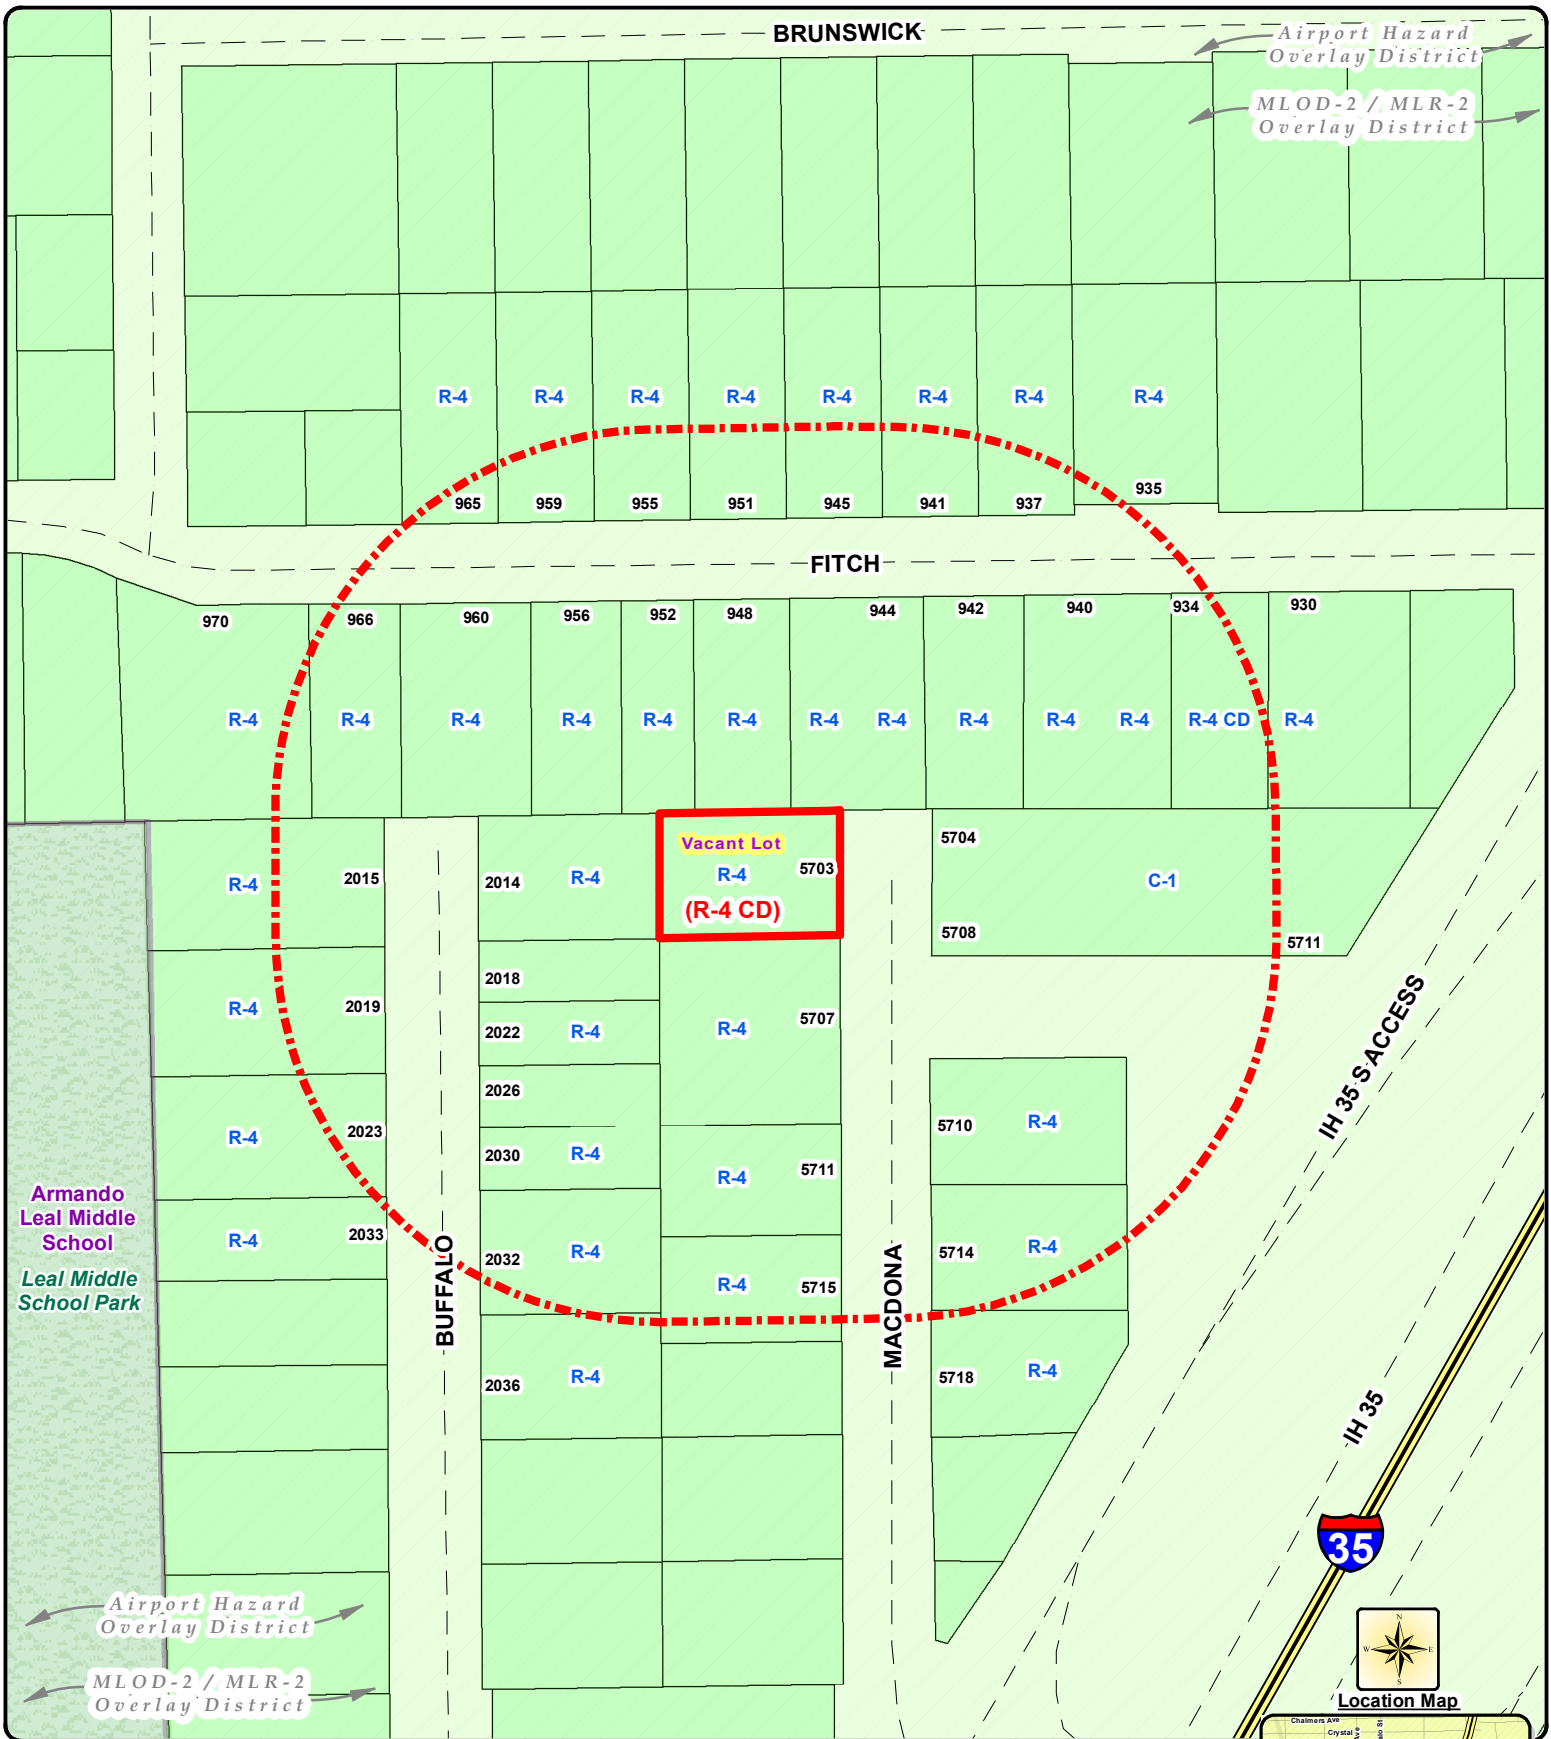 BRUNSWICK
Airport Hazard
Overlay District
MLOD-2 / MLR-2
Overlay District
R-4 R-4 R-4 R-4 R-4 R-4 R-4 R-4
965 959 955 951 945 941 937 935
FITCH
970 966 960 956 952 948 944 942 940 934 930
R-4 R-4 R-4 R-4 R-4 R-4 R-4 R-4 R-4 R-4 R-4 R-4 CD R-4
Vacant Lot
R-4 5703
(R-4 CD)
5704
C-1
5708
5711
R-4 2015
2014 R-4
2018
R-4 2019
2022 R-4
R-4 5707
2026
R-4 2023
2030 R-4
R-4 5711
5710 R-4
R-4 2033
2032 R-4
R-4 5715
5714 R-4
2036 R-4
5718 R-4
Armando
Leal Middle
School
Leal Middle
School Park
BUFFALO
MACDONA
IH 35 S ACCESS
IH 35
35
Airport Hazard
Overlay District
MLOD-2 / MLR-2
Overlay District
N
W E
S
Location Map
Chalmers Ave
Crystal